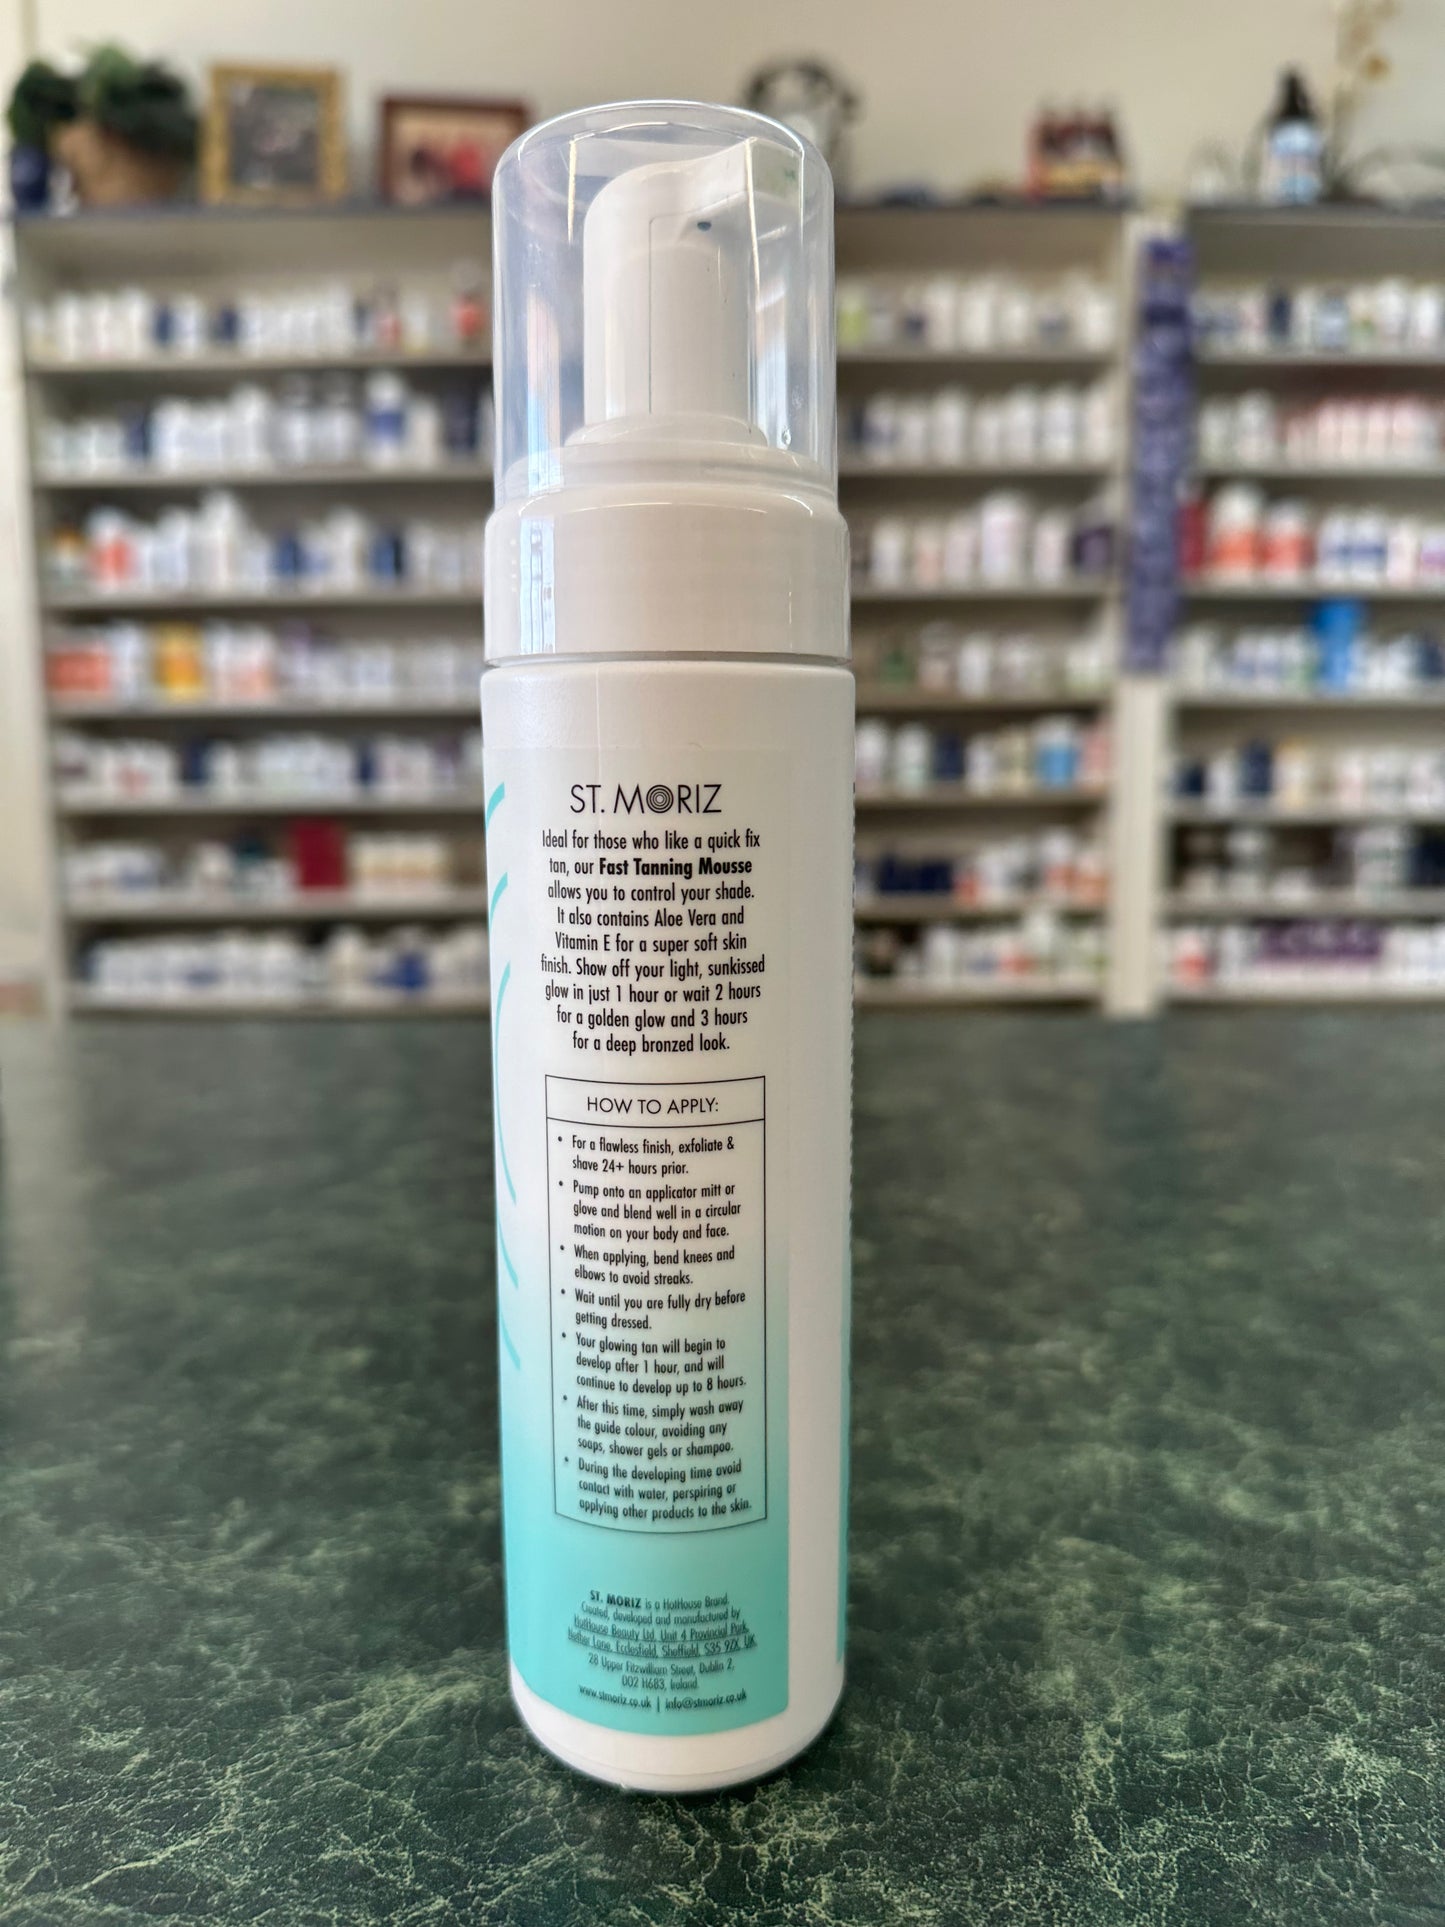 ST. MORIZ
Ideal for those who like a quick fix
tan, our Fast Tanning Mousse
allows you to control your shade.
It also contains Aloe Vera and
Vitamin E for a super soft skin
finish. Show off your light, sunkissed
glow in just 1 hour or wait 2 hours
for a golden glow and 3 hours
for a deep bronzed look.
HOW TO APPLY:
• For a flawless finish, exfoliate &
shave 24+ hours prior.
• Pump onto an applicator mitt or
glove and blend well in a circular
motion on your body and face.
• When applying, bend knees and
elbows to avoid streaks.
• Wait until you are fully dry before
getting dressed.
• Your glowing tan will begin to
develop after 1 hour, and will
continue to develop up to 8 hours.
• After this time, simply wash away
the guide colour, avoiding any
soaps, shower gels or shampoo.
• During the developing time avoid
contact with water, perspiring or
applying other products to the skin.
ST. MORIZ is a HotHouse Brand.
Created, developed and manufactured by
HotHouse Beauty Ltd, Unit 4 Provincial Park,
Nether Lane, Ecclesfield, Sheffield, S35 9ZX, UK
28 Upper Fitzwilliam Street, Dublin 2,
D02 H683, Ireland.
www.stmoriz.co.uk | info@stmoriz.co.uk